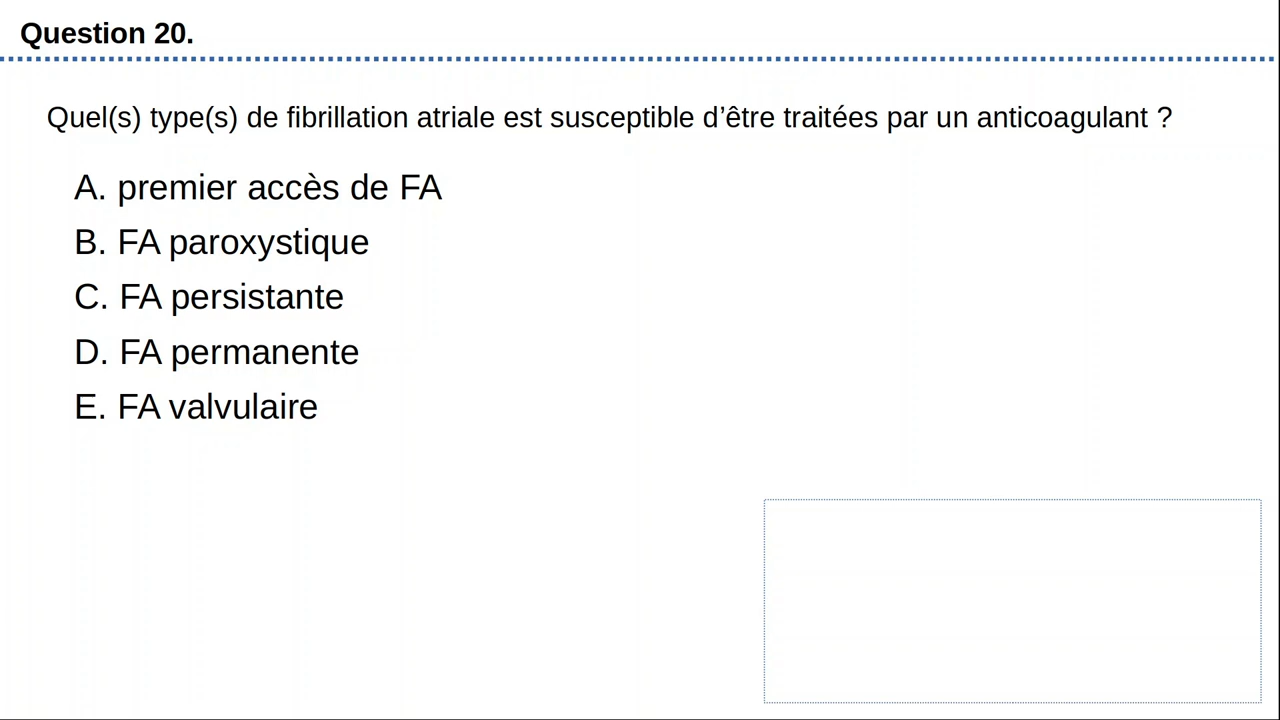 Question 20.
Quel(s) type(s) de fibrillation atriale est susceptible d’être traitées par un anticoagulant ?
A. premier accès de FA
B. FA paroxystique
C. FA persistante
D. FA permanente
E. FA valvulaire